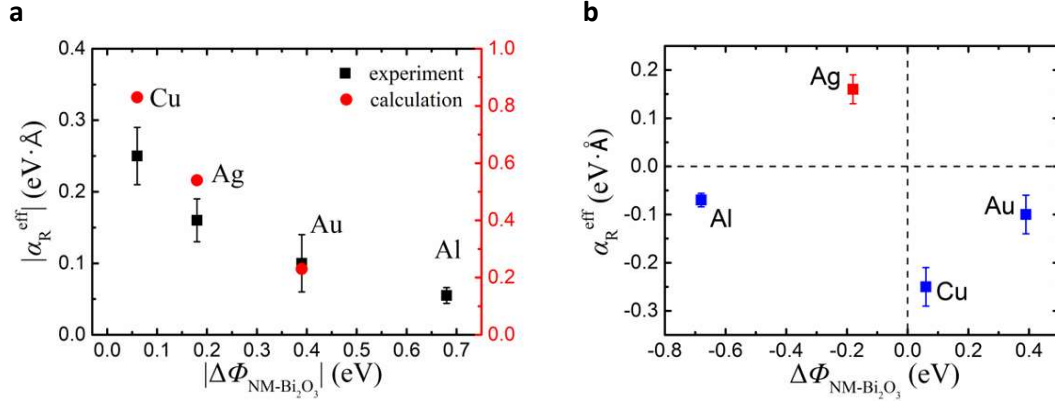 a
0.4
0.3
0.2
0.1
0.0
1.0
0.8
0.6
0.4
0.2
0.0
0.0 0.1 0.2 0.3 0.4 0.5 0.6 0.7
|α_R^eff| (eV·Å)
|ΔΦ_NM-Bi₂O₃| (eV)
experiment
calculation
Cu
Ag
Au
Al
b
0.2
0.1
0.0
-0.1
-0.2
-0.3
-0.8 -0.6 -0.4 -0.2 0.0 0.2 0.4
α_R^eff (eV·Å)
ΔΦ_NM-Bi₂O₃ (eV)
Ag
Al
Au
Cu